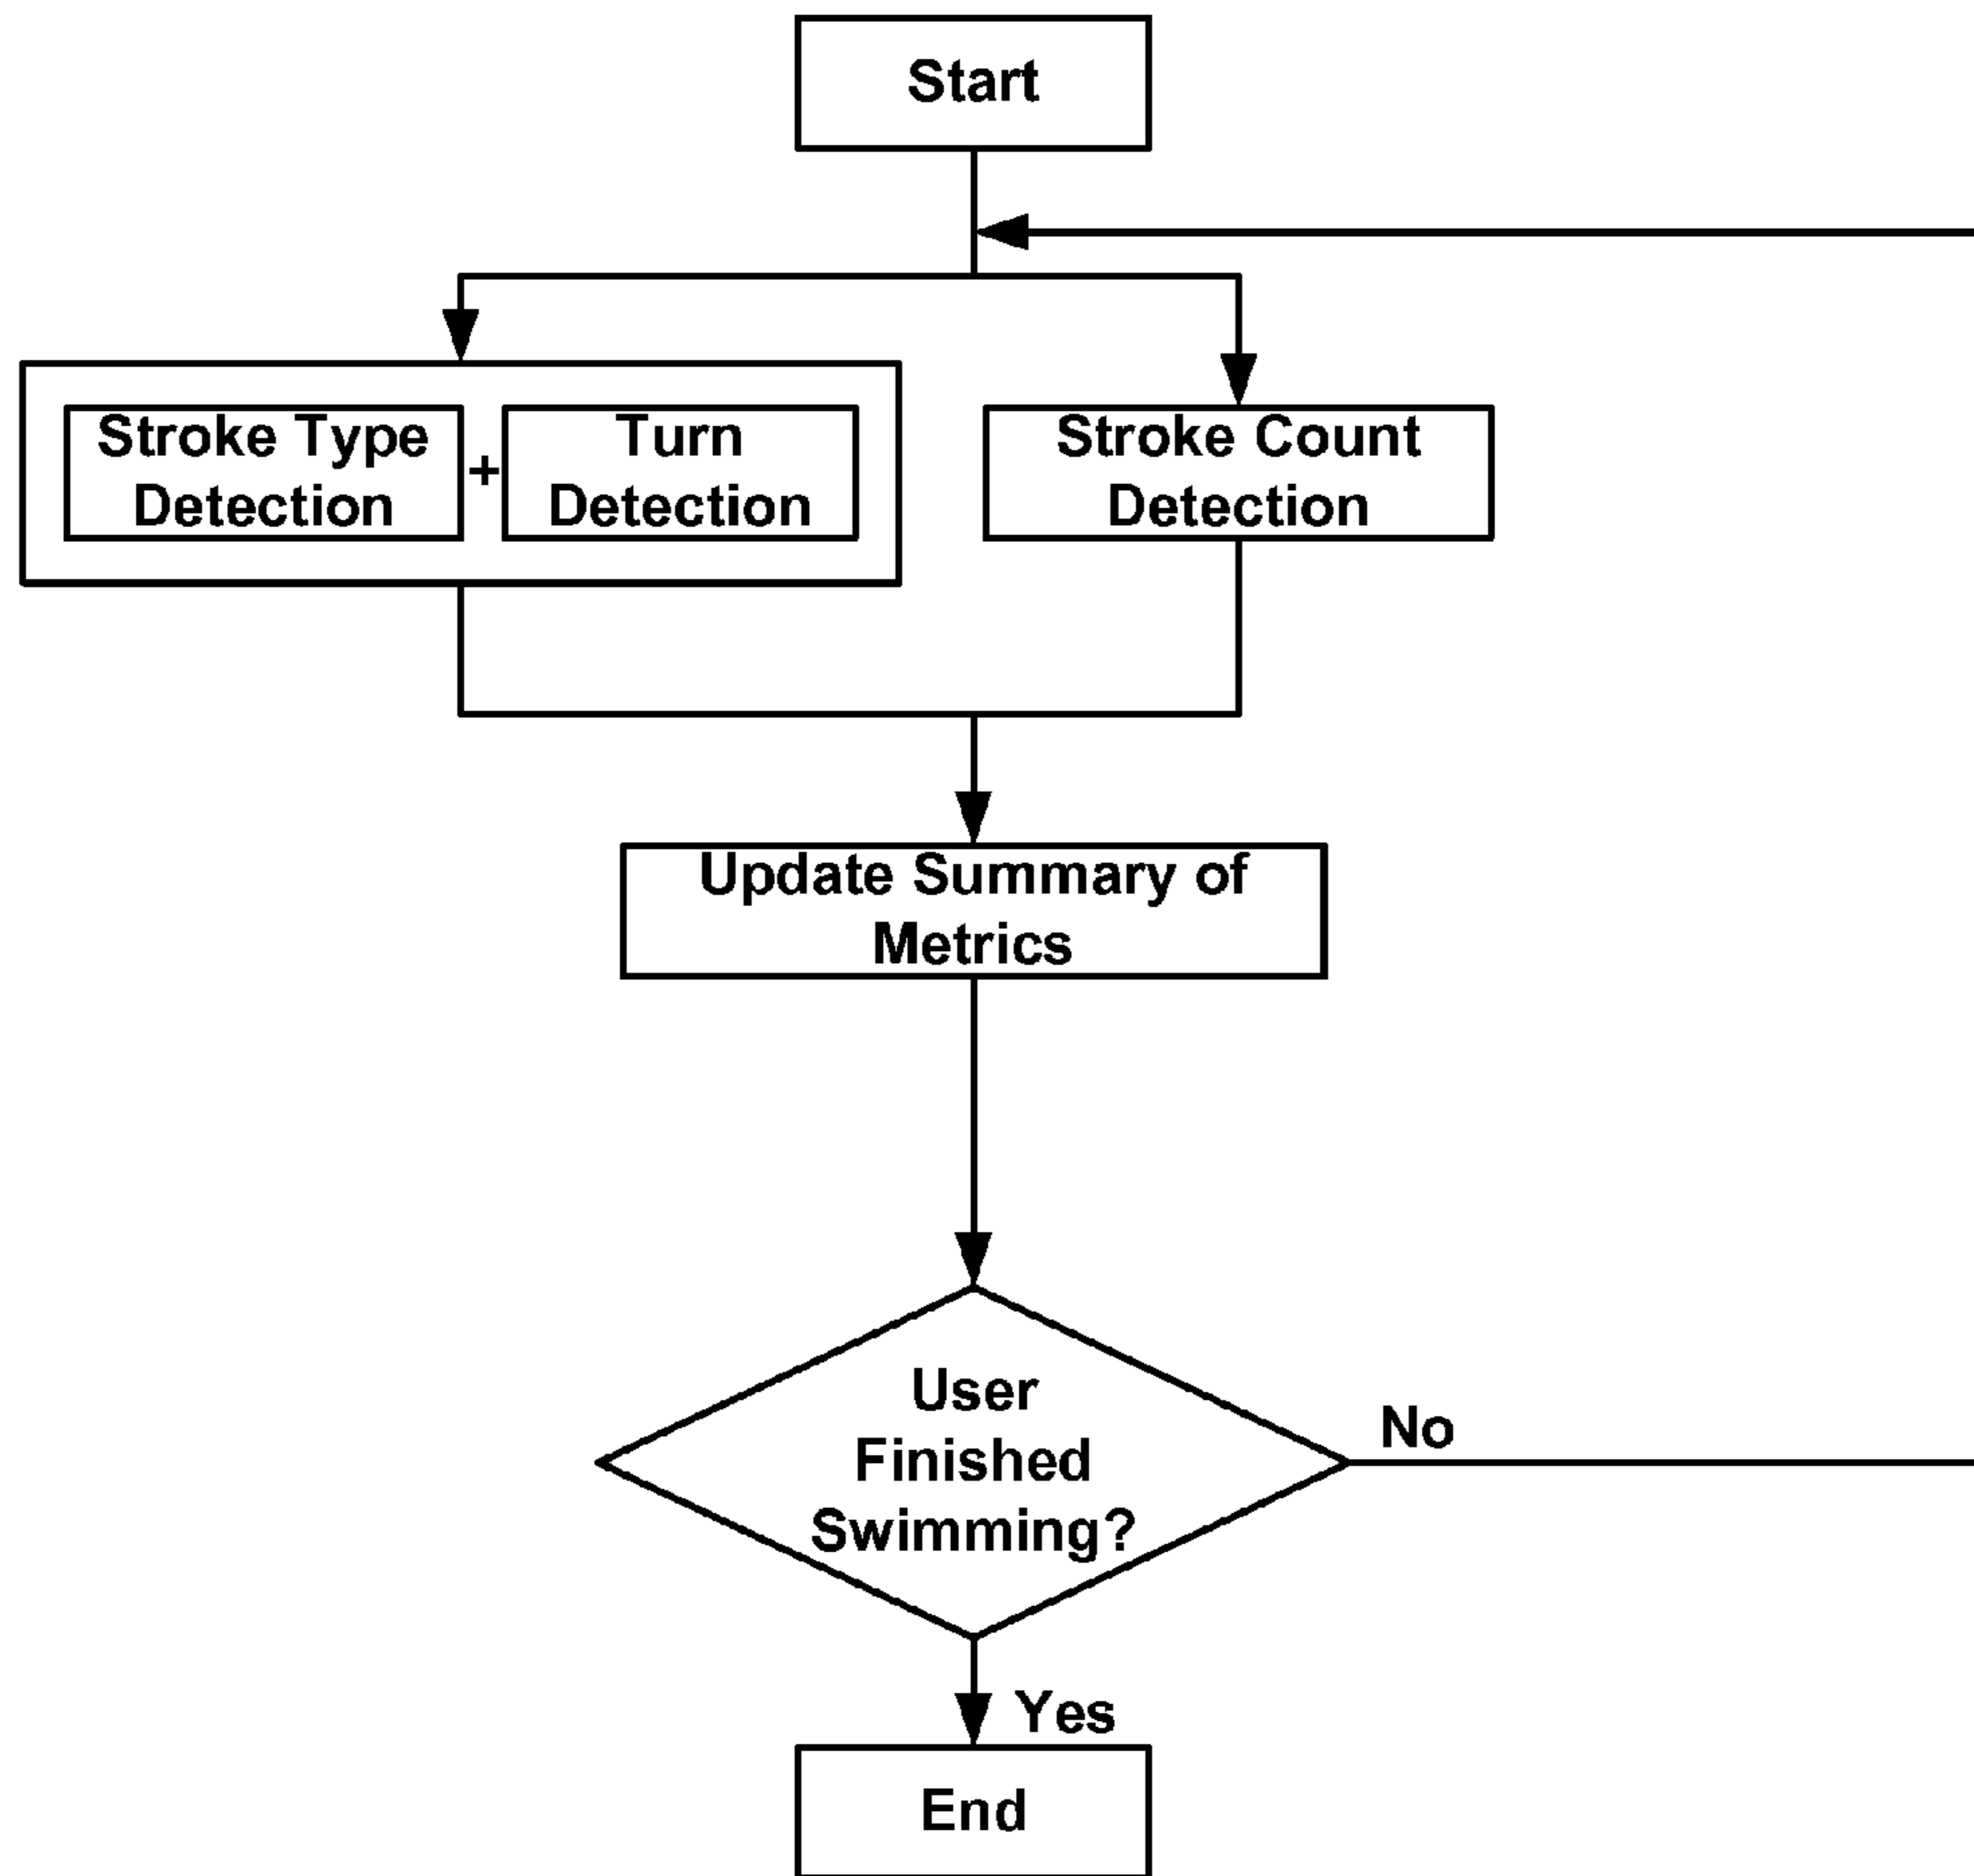 Start
Stroke Type
Detection
+
Turn
Detection
Stroke Count
Detection
Update Summary of
Metrics
User
Finished
Swimming?
No
Yes
End